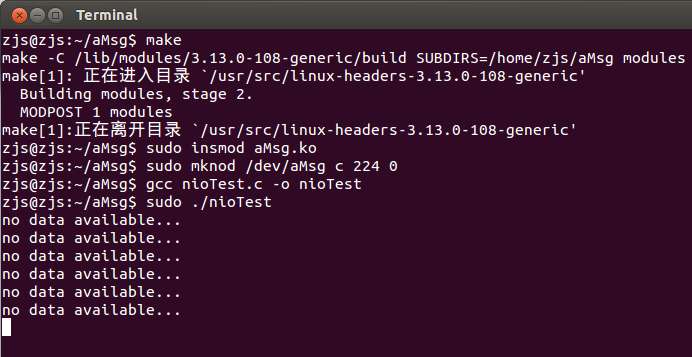 Terminal
zjs@zjs:~/aMsg$ make
make -C /lib/modules/3.13.0-108-generic/build SUBDIRS=/home/zjs/aMsg modules
make[1]: 正在进入目录 `/usr/src/linux-headers-3.13.0-108-generic'
  Building modules, stage 2.
  MODPOST 1 modules
make[1]:正在离开目录 `/usr/src/linux-headers-3.13.0-108-generic'
zjs@zjs:~/aMsg$ sudo insmod aMsg.ko
zjs@zjs:~/aMsg$ sudo mknod /dev/aMsg c 224 0
zjs@zjs:~/aMsg$ gcc nioTest.c -o nioTest
zjs@zjs:~/aMsg$ sudo ./nioTest
no data available...
no data available...
no data available...
no data available...
no data available...
no data available...